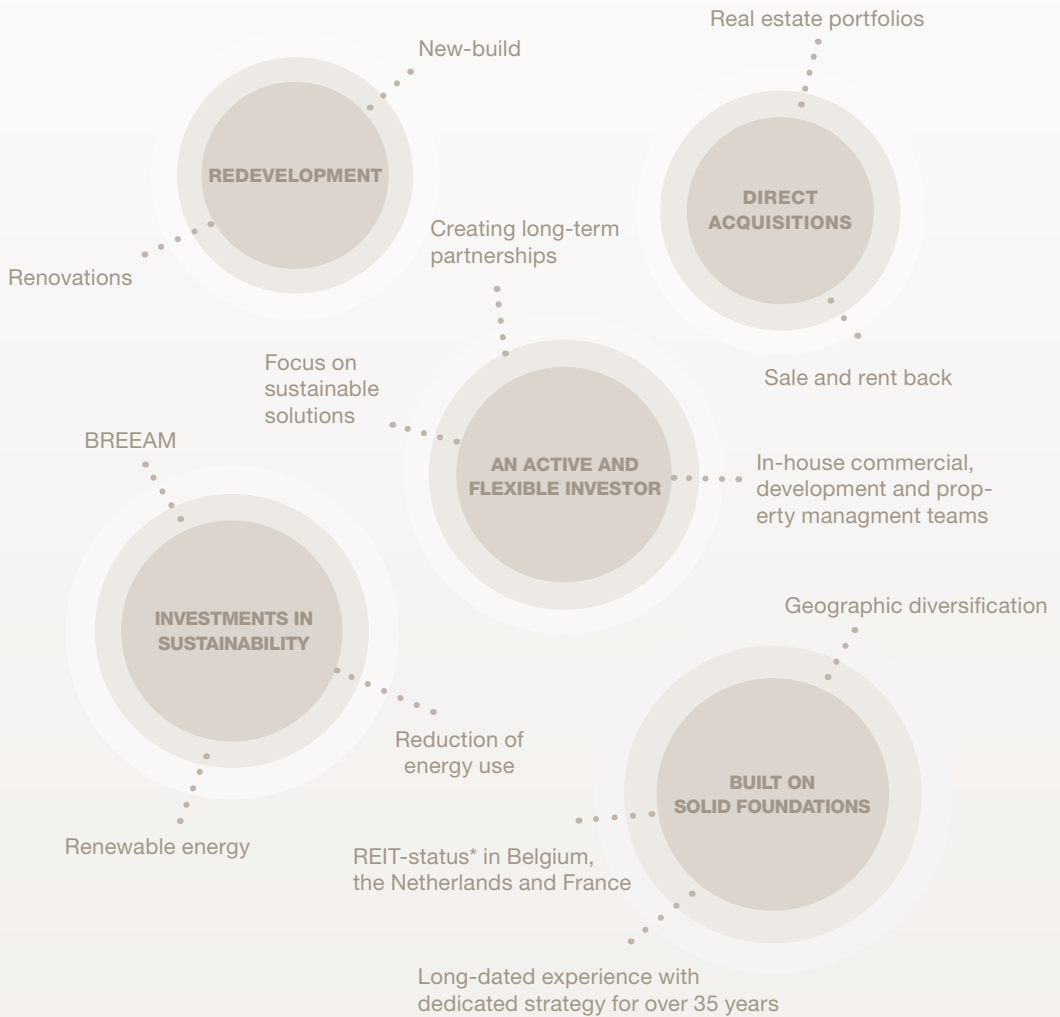 Real estate portfolios
New-build
REDEVELOPMENT
DIRECT
ACQUISITIONS
Renovations
Creating long-term
partnerships
Sale and rent back
Focus on
sustainable
solutions
BREEAM
AN ACTIVE AND
FLEXIBLE INVESTOR
In-house commercial,
development and prop-
erty managment teams
INVESTMENTS IN
SUSTAINABILITY
Geographic diversification
Reduction of
energy use
Renewable energy
BUILT ON
SOLID FOUNDATIONS
REIT-status* in Belgium,
the Netherlands and France
Long-dated experience with
dedicated strategy for over 35 years